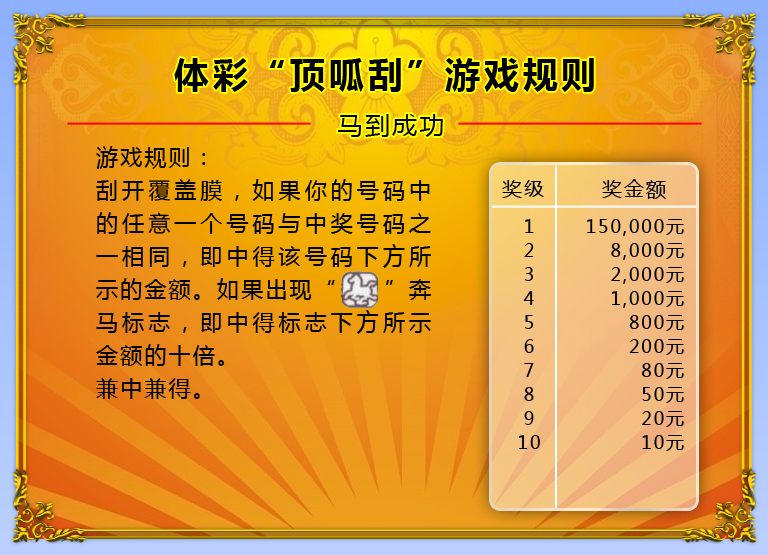 体彩“顶呱刮”游戏规则
马到成功
游戏规则：
刮开覆盖膜，如果你的号码中
的任意一个号码与中奖号码之
一相同，即中得该号码下方所
示的金额。如果出现“ ”奔
马标志，即中得标志下方所示
金额的十倍。
兼中兼得。
奖级 奖金额
1 150,000元
2 8,000元
3 2,000元
4 1,000元
5 800元
6 200元
7 80元
8 50元
9 20元
10 10元